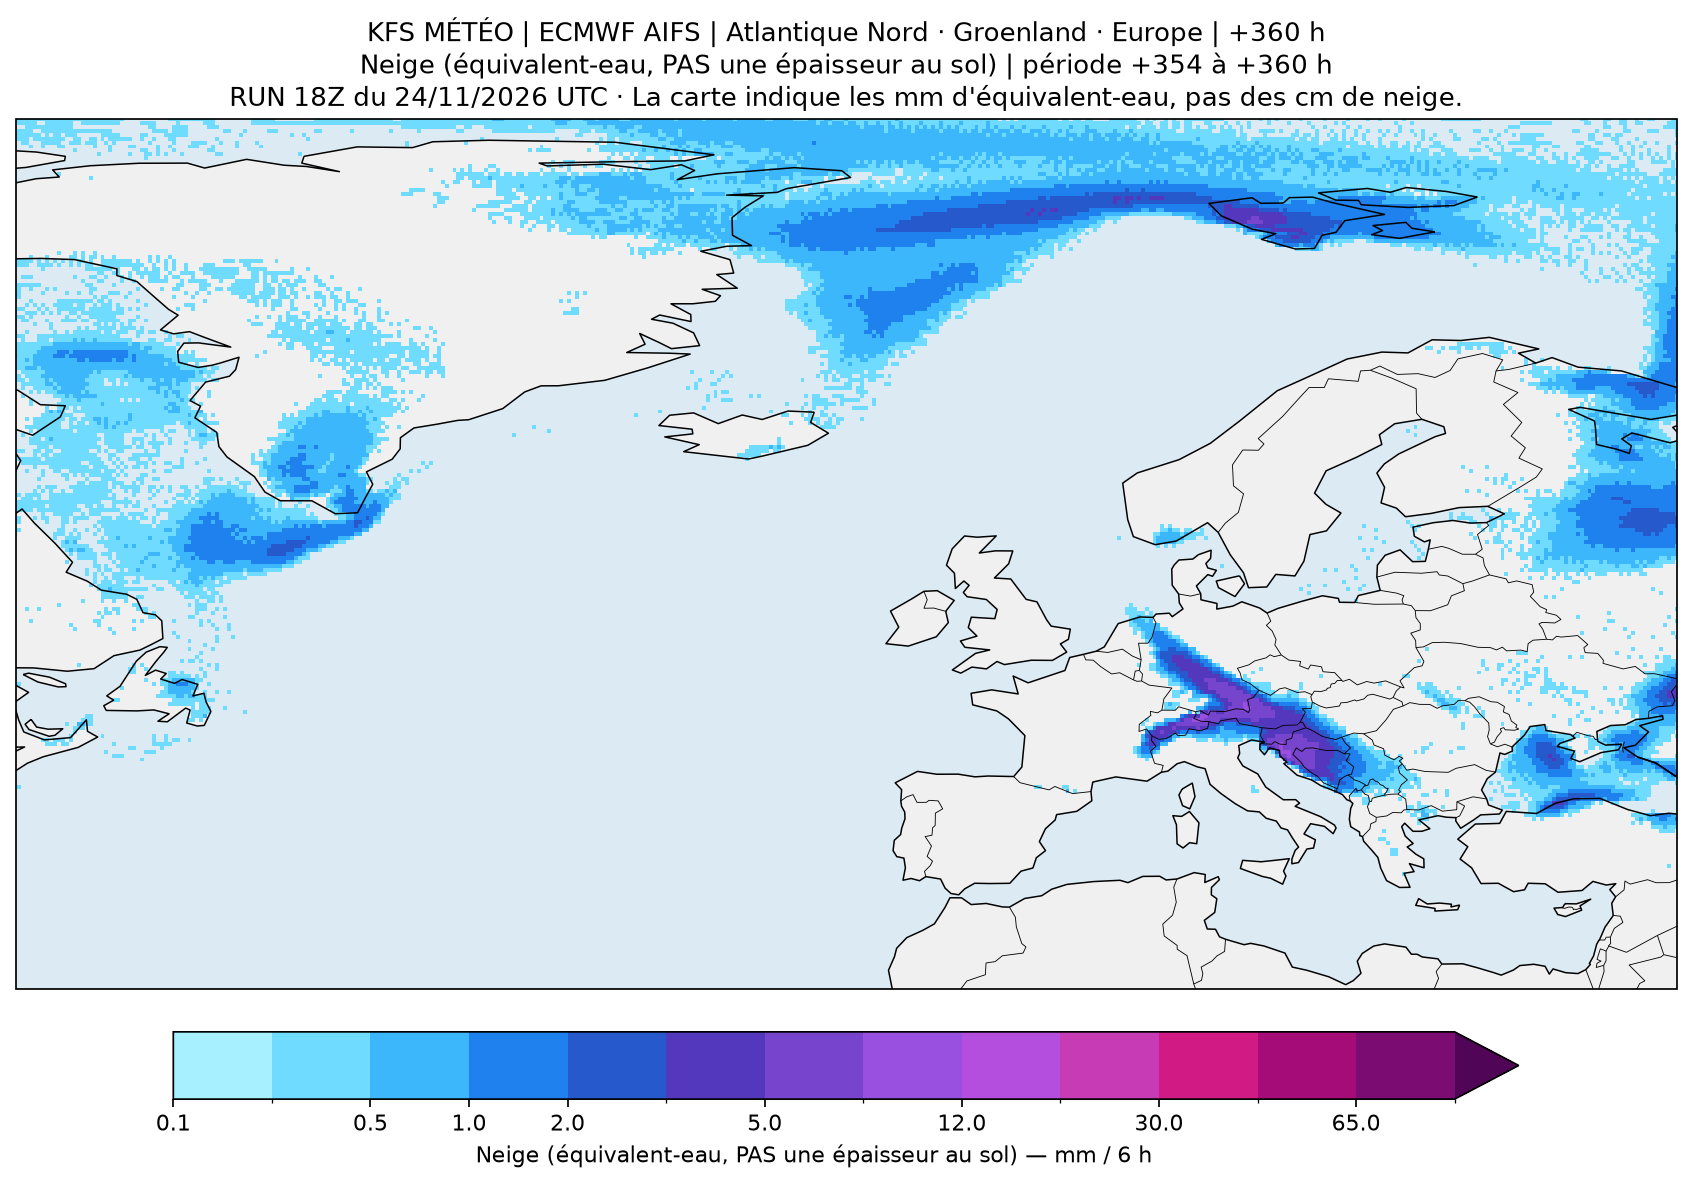 KFS MÉTÉO | ECMWF AIFS | Atlantique Nord · Groenland · Europe | +360 h
Neige (équivalent-eau, PAS une épaisseur au sol) | période +354 à +360 h
RUN 18Z du 24/11/2026 UTC · La carte indique les mm d'équivalent-eau, pas des cm de neige.
0.1 0.5 1.0 2.0 5.0 12.0 30.0 65.0
Neige (équivalent-eau, PAS une épaisseur au sol) — mm / 6 h